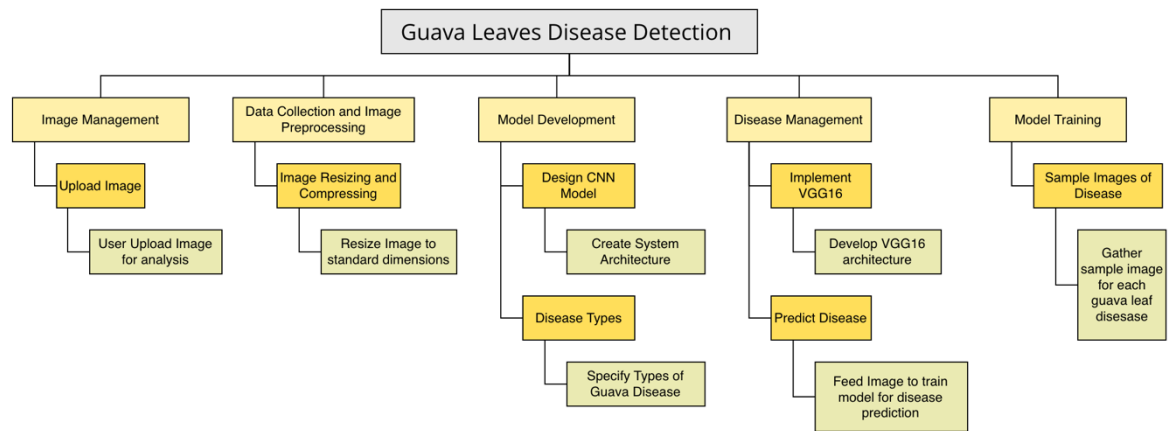 Guava Leaves Disease Detection
Image Management
Data Collection and Image
Preprocessing
Model Development
Disease Management
Model Training
Upload Image
Image Resizing and
Compressing
Design CNN
Model
Implement
VGG16
Sample Images of
Disease
User Upload Image
for analysis
Resize Image to
standard dimensions
Create System
Architecture
Develop VGG16
architecture
Gather
sample image
for each
guava leaf
disesase
Disease Types
Predict Disease
Specify Types of
Guava Disease
Feed Image to train
model for disease
prediction